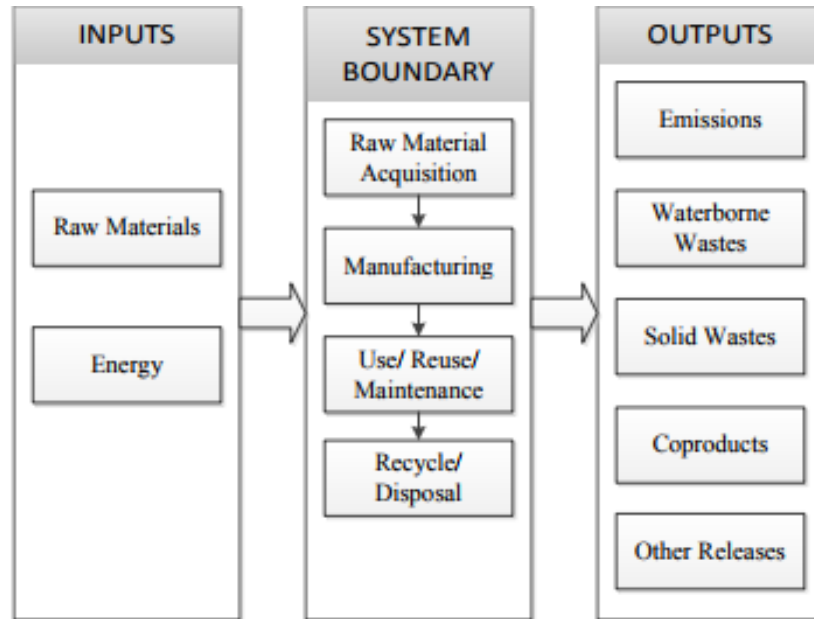 INPUTS
Raw Materials
Energy
SYSTEM
BOUNDARY
Raw Material
Acquisition
Manufacturing
Use/ Reuse/
Maintenance
Recycle/
Disposal
OUTPUTS
Emissions
Waterborne
Wastes
Solid Wastes
Coproducts
Other Releases